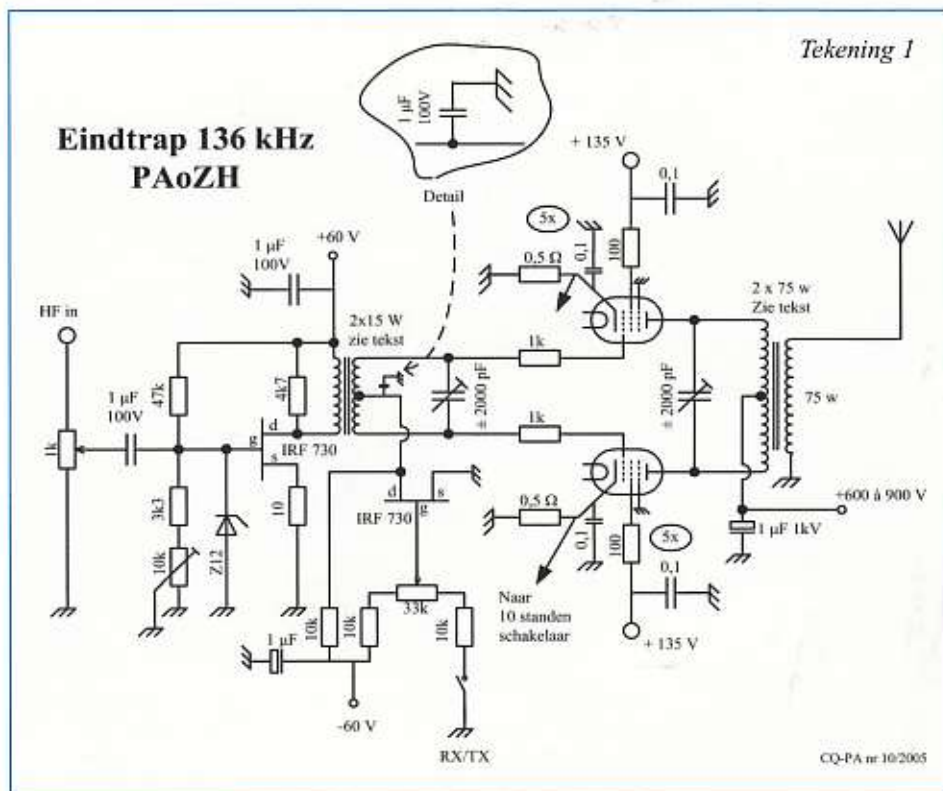 Tekening 1
Eindtrap 136 kHz
PAoZH
1 µF
100V
Detail
+ 135 V
0,1
5x
0,1
100
0,5 Ω
+60 V
1 µF
100V
HF in
2x15 W
zie tekst
2 x 75 w
Zie tekst
1k
47k
4k7
± 2000 pF
± 2000 pF
75 w
1 µF
100V
1k
d
g
s
IRF 730
1k
3k3
10
d
s
g
IRF 730
0,5 Ω
+600 à 900 V
1 µF 1kV
10k
Z12
0,1
100
5x
0,1
33k
Naar
10 standen
schakelaar
10k
10k
10k
1 µF
+ 135 V
-60 V
RX/TX
CQ-PA nr 10/2005